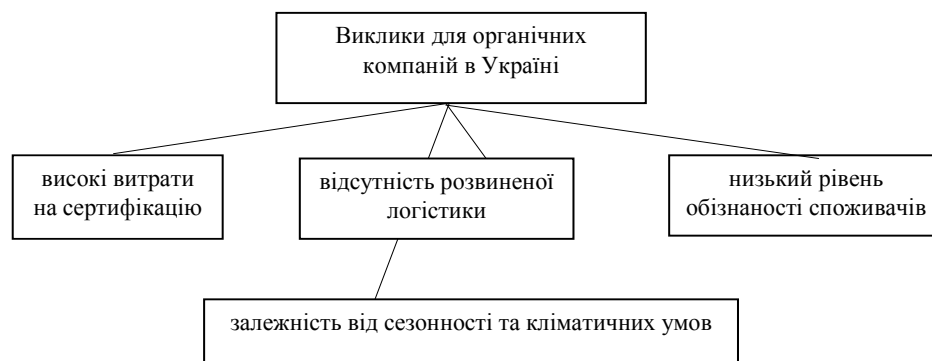 Виклики для органічних
компаній в Україні
високі витрати
на сертифікацію
відсутність розвиненої
логістики
низький рівень
обізнаності споживачів
залежність від сезонності та кліматичних умов